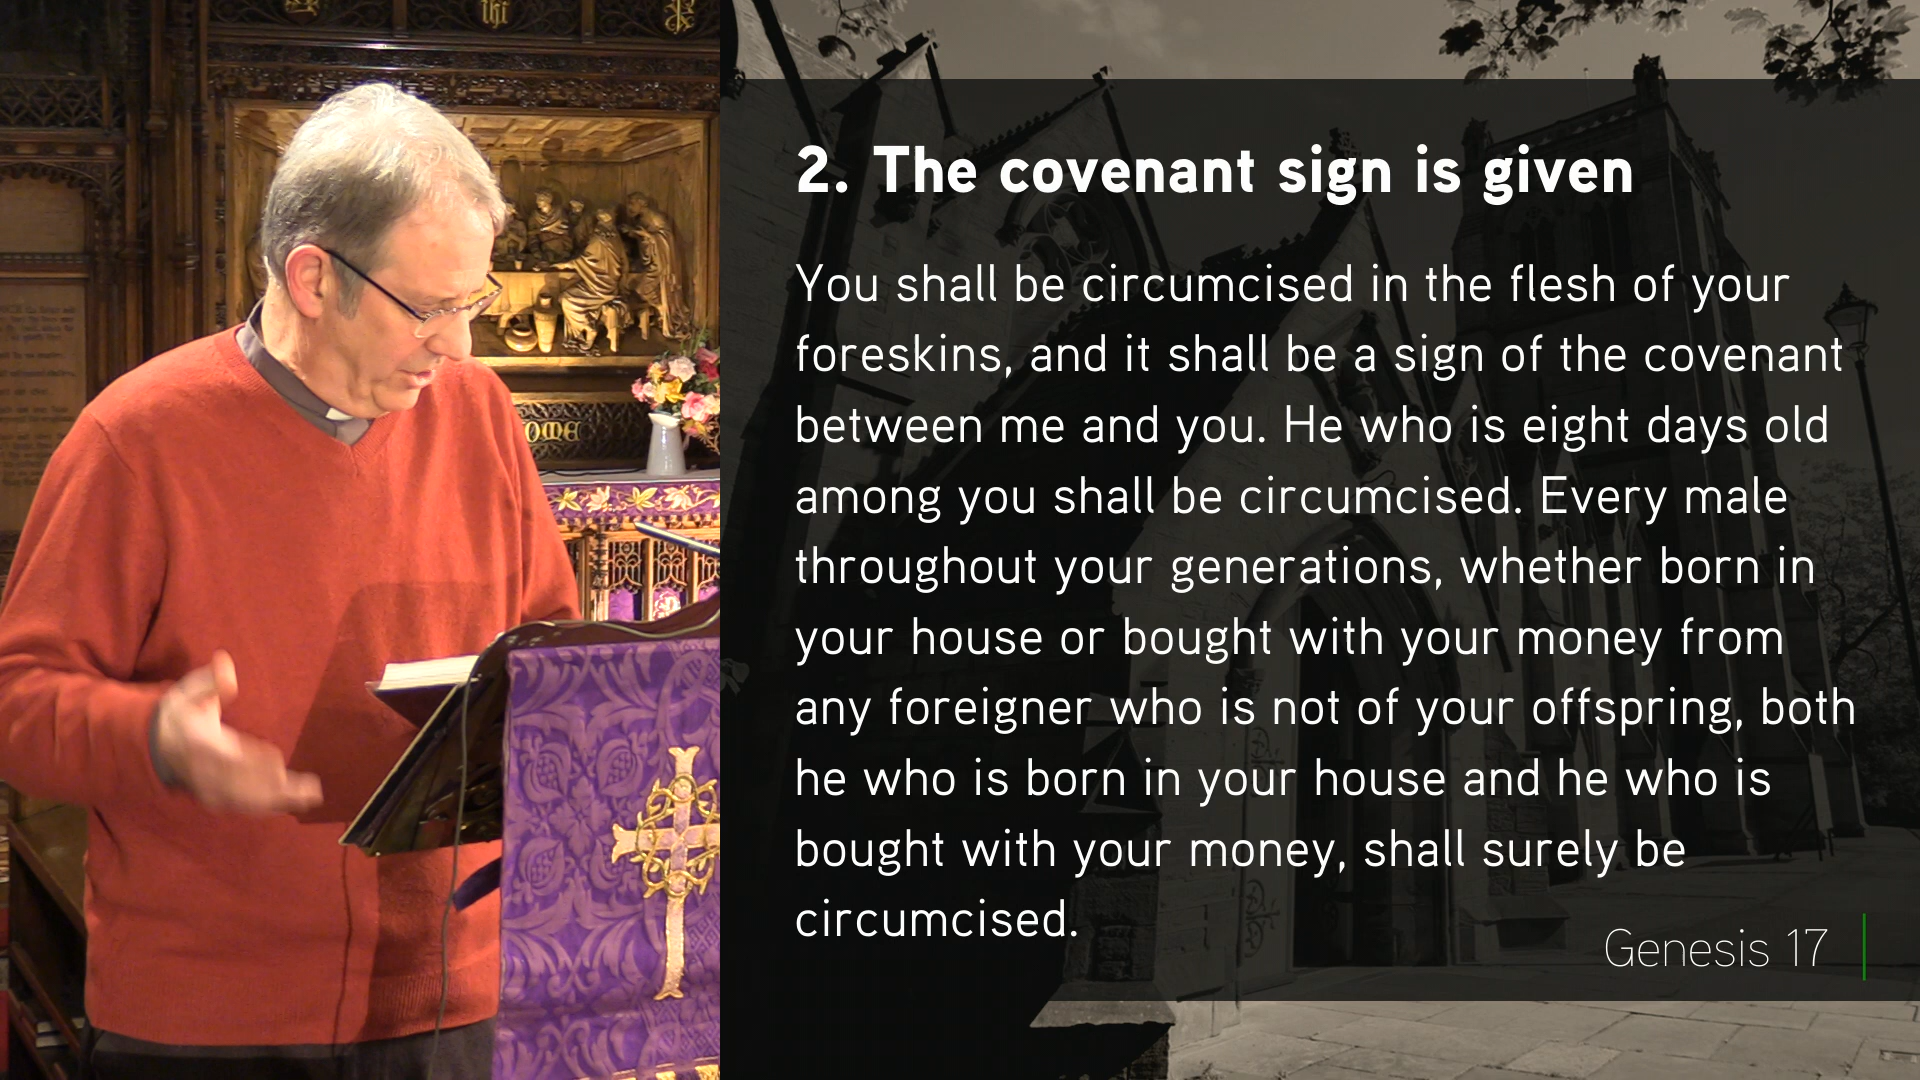 ihi
OME
2. The covenant sign is given
You shall be circumcised in the flesh of your
foreskins, and it shall be a sign of the covenant
between me and you. He who is eight days old
among you shall be circumcised. Every male
throughout your generations, whether born in
your house or bought with your money from
any foreigner who is not of your offspring, both
he who is born in your house and he who is
bought with your money, shall surely be
circumcised.
Genesis 17